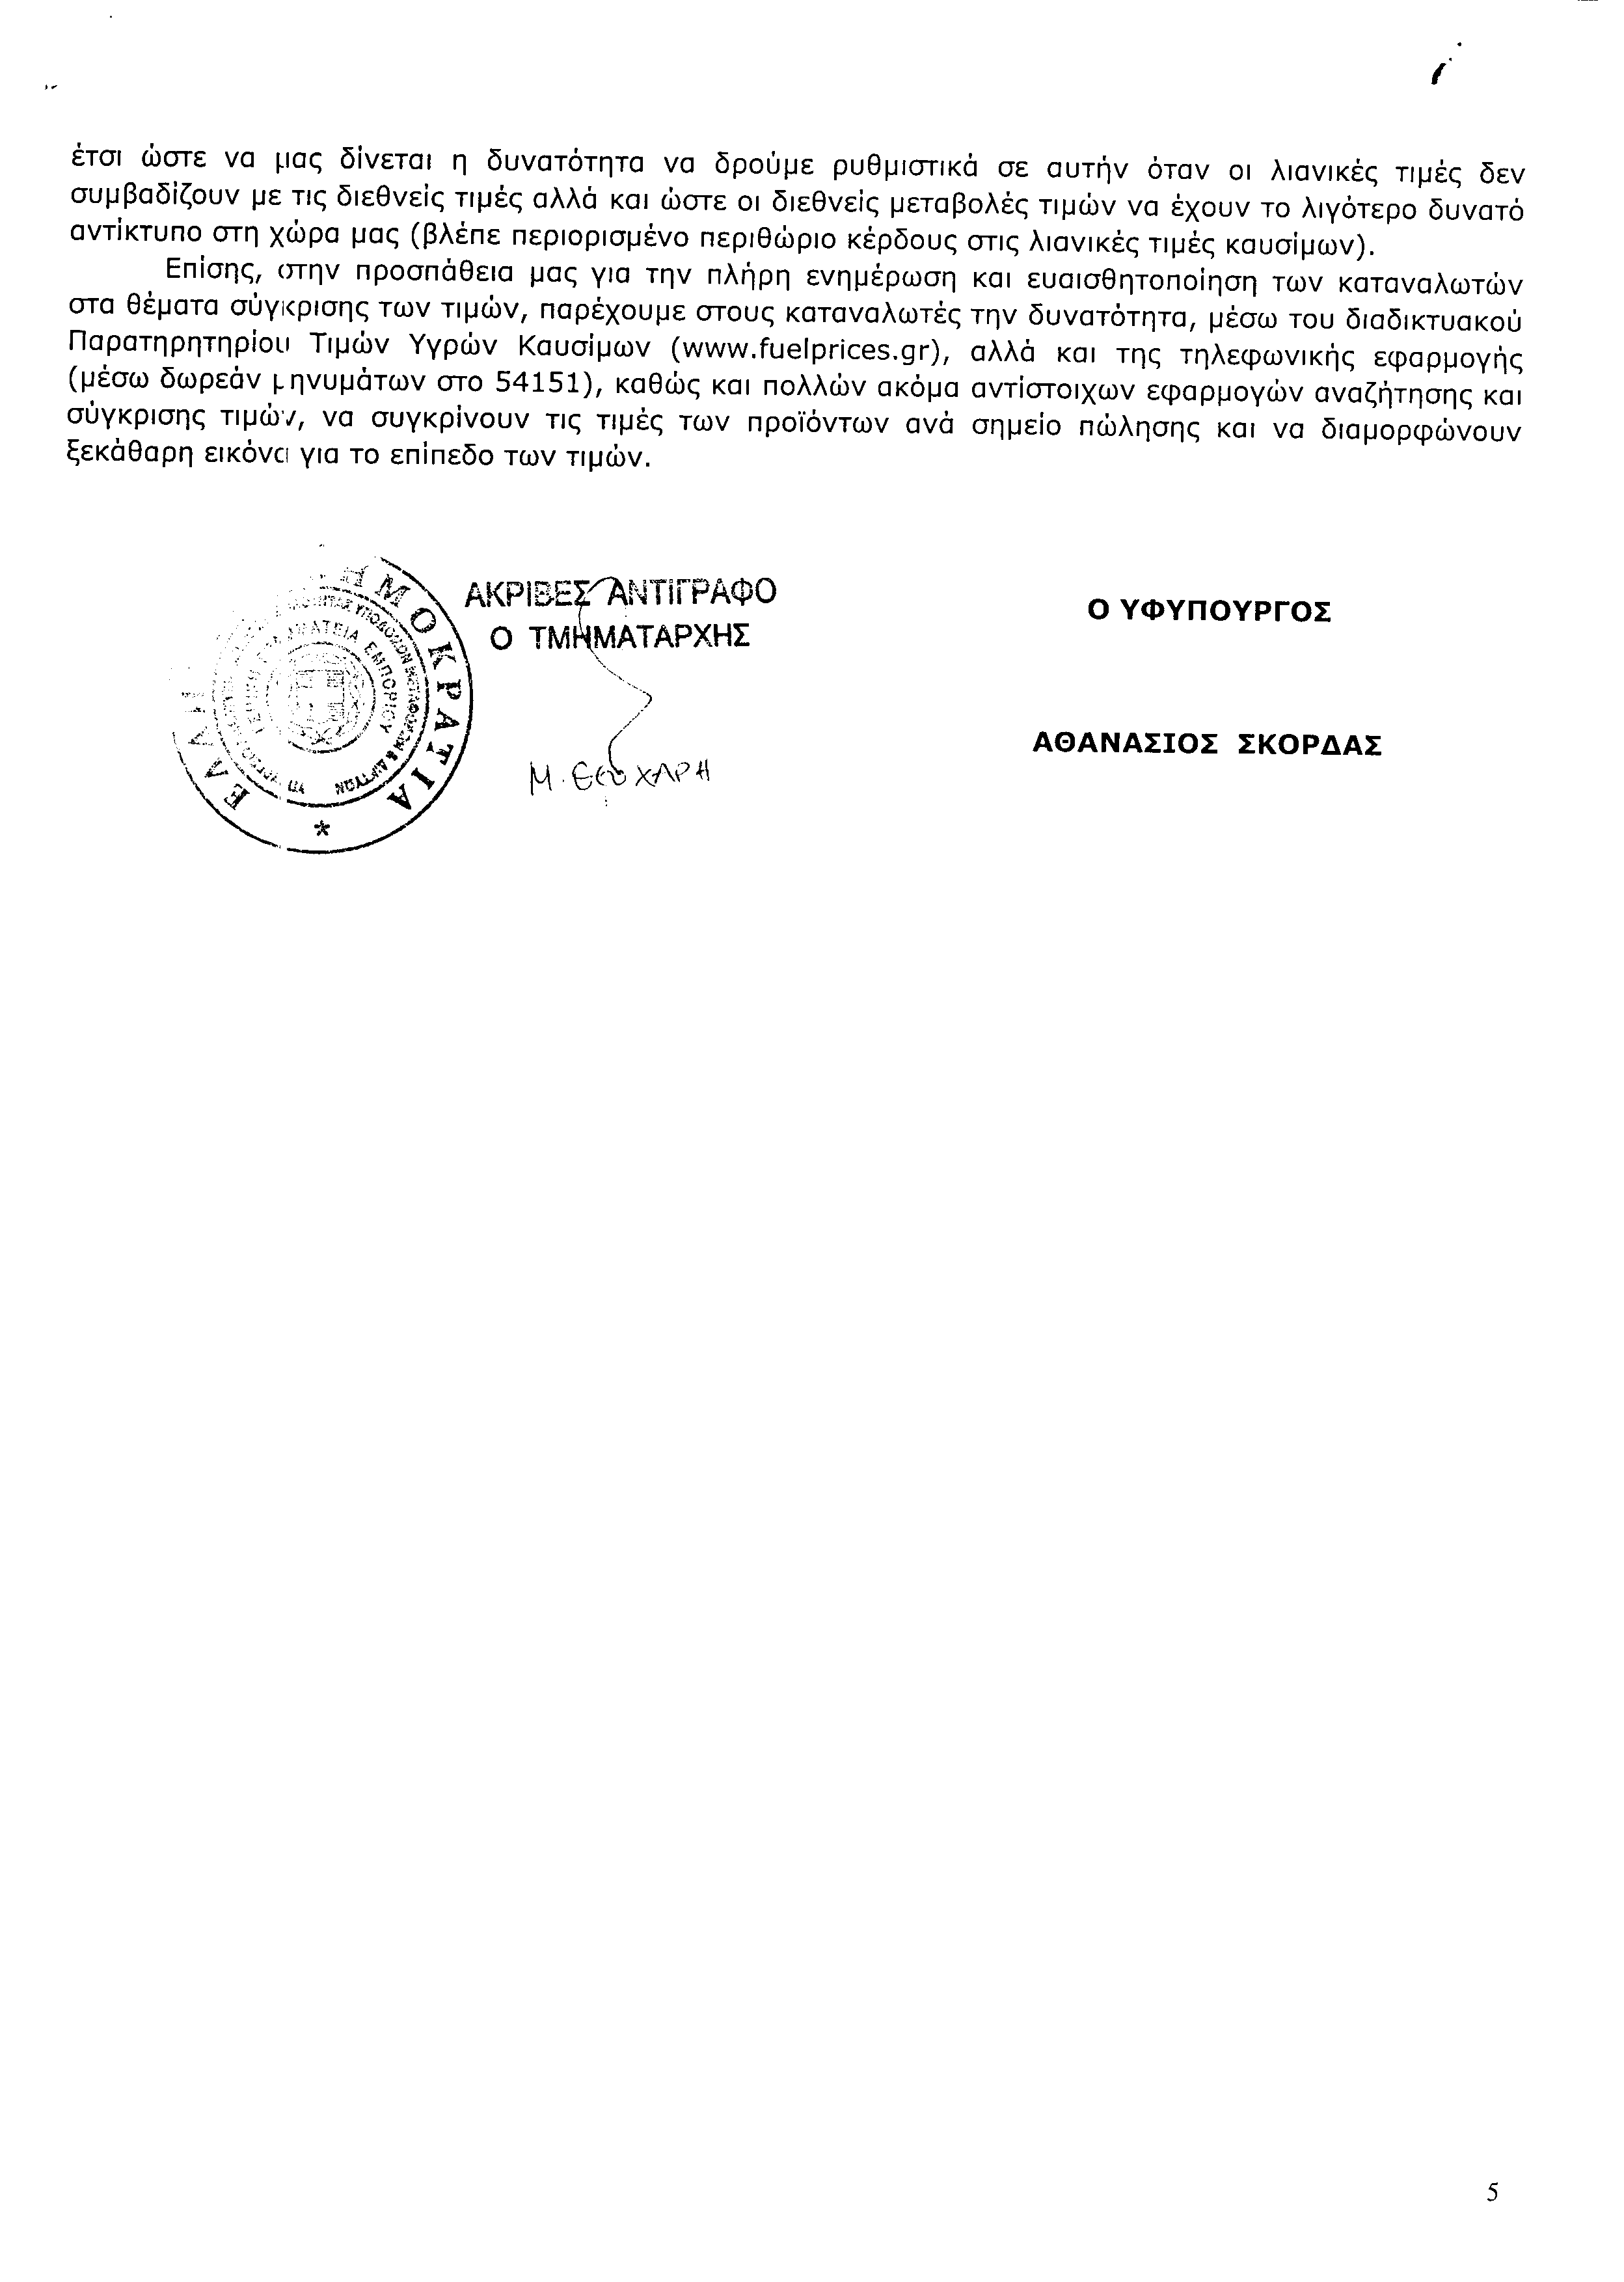 έτσι ώστε να μας δίνεται η δυνατότητα να δρούμε ρυθμιστικά σε αυτήν όταν οι λιανικές τιμές δεν
συμβαδίζουν με τις διεθνείς τιμές αλλά και ώστε οι διεθνείς μεταβολές τιμών να έχουν το λιγότερο δυνατό
αντίκτυπο στη χώρα μας (βλέπε περιορισμένο περιθώριο κέρδους στις λιανικές τιμές καυσίμων).
Επίσης, στην προσπάθεια μας για την πλήρη ενημέρωση και ευαισθητοποίηση των καταναλωτών
στα θέματα σύγκρισης των τιμών, παρέχουμε στους καταναλωτές την δυνατότητα, μέσω του διαδικτυακού
Παρατηρητηρίου Τιμών Υγρών Καυσίμων (www.fuelprices.gr), αλλά και της τηλεφωνικής εφαρμογής
(μέσω δωρεάν μηνυμάτων στο 54151), καθώς και πολλών ακόμα αντίστοιχων εφαρμογών αναζήτησης και
σύγκρισης τιμών, να συγκρίνουν τις τιμές των προϊόντων ανά σημείο πώλησης και να διαμορφώνουν
ξεκάθαρη εικόνα για το επίπεδο των τιμών.
ΑΚΡΙΒΕΣ ΑΝΤΙΓΡΑΦΟ
Ο ΤΜΗΜΑΤΑΡΧΗΣ
Ο ΥΦΥΠΟΥΡΓΟΣ
ΑΘΑΝΑΣΙΟΣ ΣΚΟΡΔΑΣ
ΕΜΠΟΡΙΟΥ
5